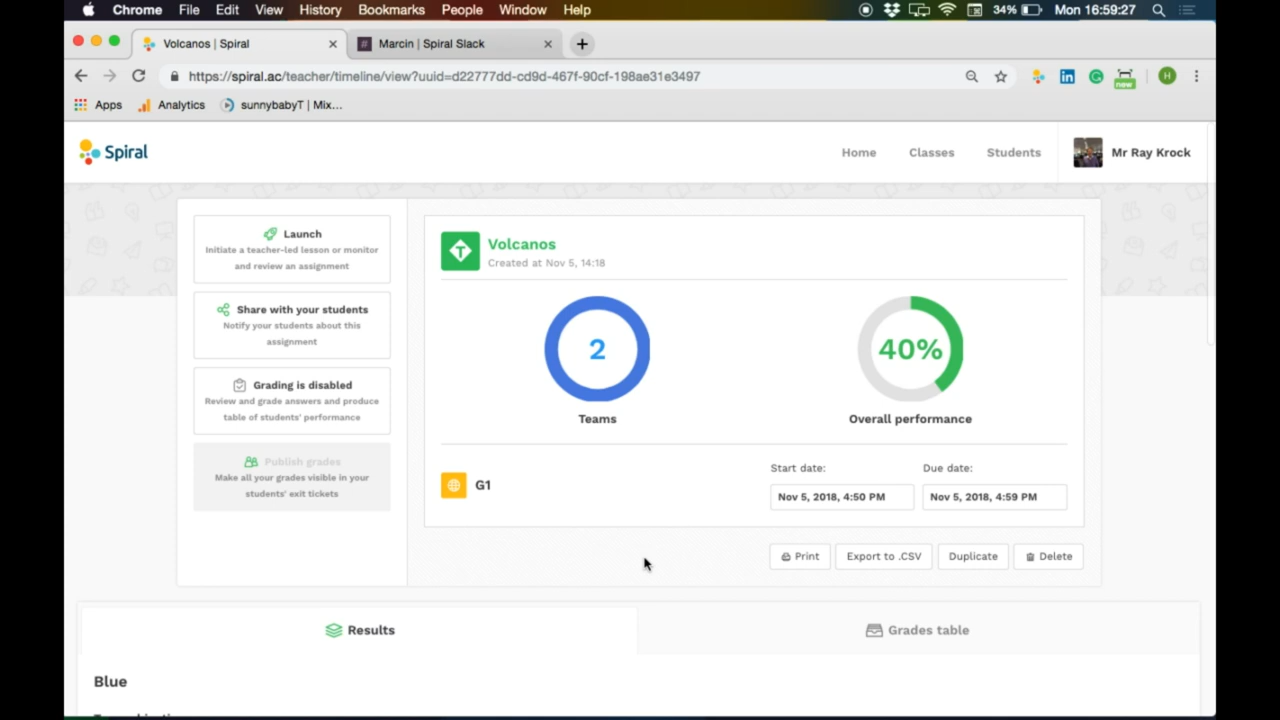 Chrome File Edit View History Bookmarks People Window Help 34% Mon 16:59:27
Volcanos | Spiral
Marcin | Spiral Slack
https://spiral.ac/teacher/timeline/view?uuid=d22777dd-cd9d-467f-90cf-198ae31e3497
new
H
Apps Analytics sunnybabyT | Mix...
Spiral
Home Classes Students Mr Ray Krock
Launch
Initiate a teacher-led lesson or monitor
and review an assignment
Share with your students
Notify your students about this
assignment
Grading is disabled
Review and grade answers and produce
table of students' performance
Publish grades
Make all your grades visible in your
students' exit tickets
T
Volcanos
Created at Nov 5, 14:18
2
Teams
40%
Overall performance
G1
Start date:
Nov 5, 2018, 4:50 PM
Due date:
Nov 5, 2018, 4:59 PM
Print Export to .CSV Duplicate Delete
Results
Grades table
Blue